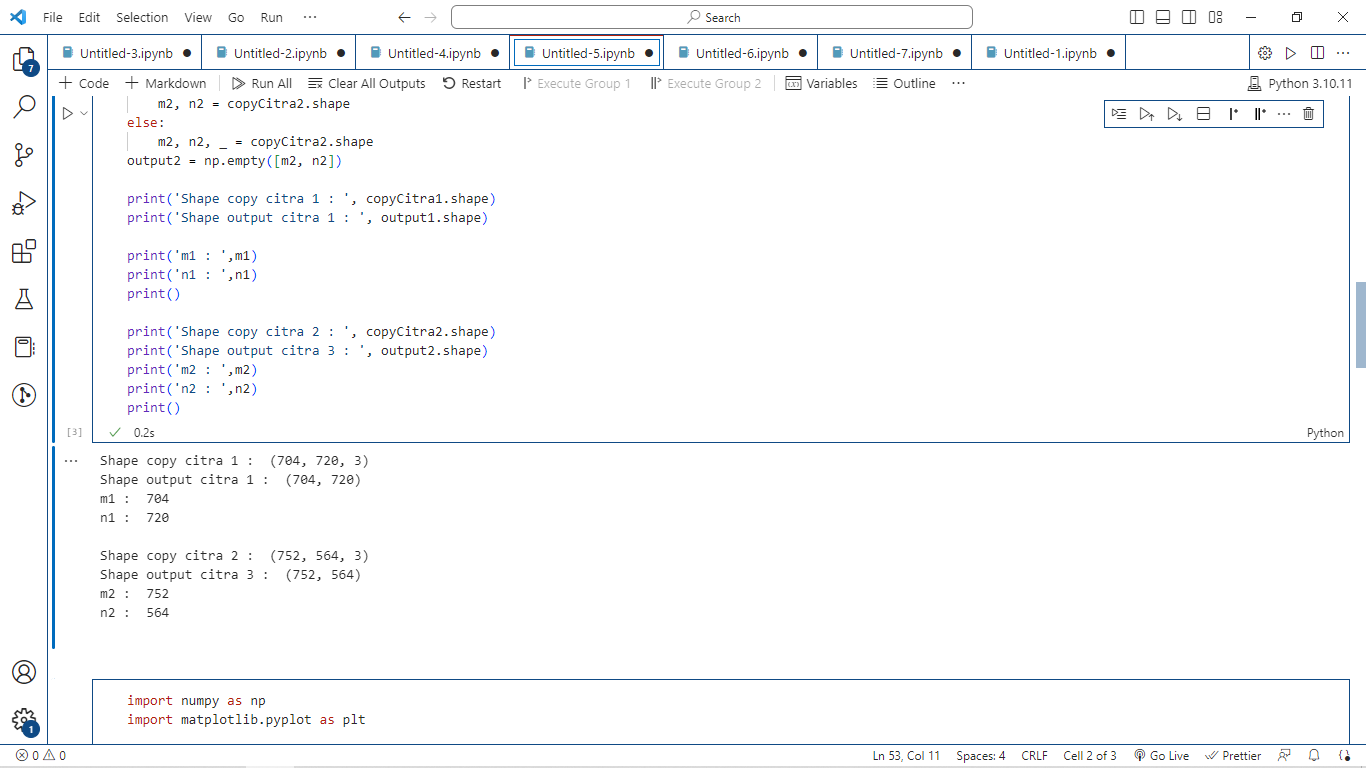 File Edit Selection View Go Run ··· Search
Untitled-3.ipynb Untitled-2.ipynb Untitled-4.ipynb Untitled-5.ipynb Untitled-6.ipynb Untitled-7.ipynb Untitled-1.ipynb
Code Markdown Run All Clear All Outputs Restart Execute Group 1 Execute Group 2 Variables Outline ··· Python 3.10.11
7
m2, n2 = copyCitra2.shape
else:
m2, n2, _ = copyCitra2.shape
output2 = np.empty([m2, n2])
print('Shape copy citra 1 : ', copyCitra1.shape)
print('Shape output citra 1 : ', output1.shape)
print('m1 : ',m1)
print('n1 : ',n1)
print()
print('Shape copy citra 2 : ', copyCitra2.shape)
print('Shape output citra 3 : ', output2.shape)
print('m2 : ',m2)
print('n2 : ',n2)
print()
[3] 0.2s Python
Shape copy citra 1 :  (704, 720, 3)
Shape output citra 1 :  (704, 720)
m1 :  704
n1 :  720
Shape copy citra 2 :  (752, 564, 3)
Shape output citra 3 :  (752, 564)
m2 :  752
n2 :  564
import numpy as np
import matplotlib.pyplot as plt
1
0 0 Ln 53, Col 11 Spaces: 4 CRLF Cell 2 of 3 Go Live Prettier